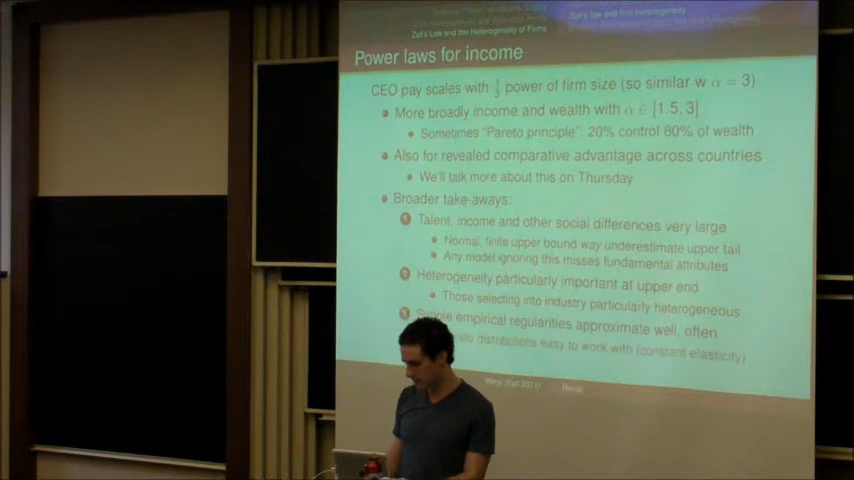 Zipf's Law and the Heterogeneity of Firms
Zipf's law and firm heterogeneity
Power laws for income
CEO pay scales with 1/3 power of firm size (so similar w α = 3)
More broadly income and wealth with α ∈ [1.5, 3]
Sometimes "Pareto principle": 20% control 80% of wealth
Also for revealed comparative advantage across countries
We'll talk more about this on Thursday
Broader take-aways:
Talent, income and other social differences very large
Normal, finite upper bound way underestimate upper tail
Any model ignoring this misses fundamental attributes
Heterogeneity particularly important at upper end
Those selecting into industry particularly heterogeneous
empirical regularities approximate well, often
distributions easy to work with (constant elasticity)
Weyl (Fall 2011)